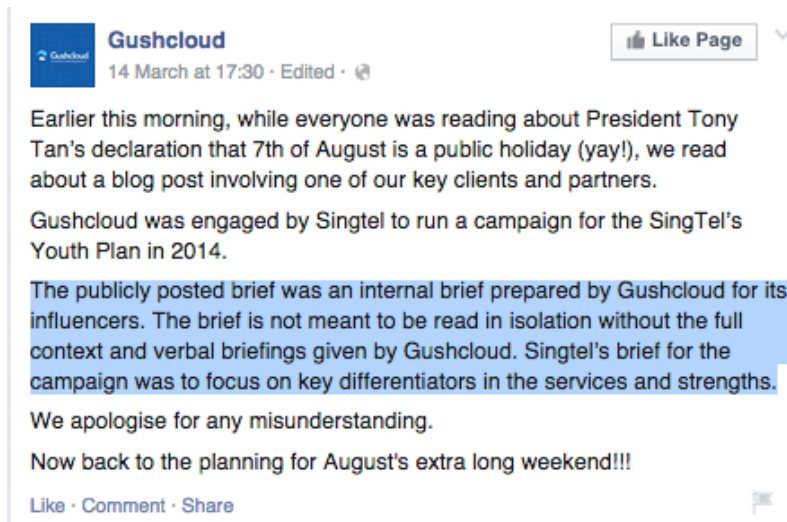 Gushcloud
Like Page
Gushcloud
14 March at 17:30 · Edited ·
Earlier this morning, while everyone was reading about President Tony
Tan's declaration that 7th of August is a public holiday (yay!), we read
about a blog post involving one of our key clients and partners.
Gushcloud was engaged by Singtel to run a campaign for the SingTel's
Youth Plan in 2014.
The publicly posted brief was an internal brief prepared by Gushcloud for its
influencers. The brief is not meant to be read in isolation without the full
context and verbal briefings given by Gushcloud. Singtel's brief for the
campaign was to focus on key differentiators in the services and strengths.
We apologise for any misunderstanding.
Now back to the planning for August's extra long weekend!!!
Like · Comment · Share